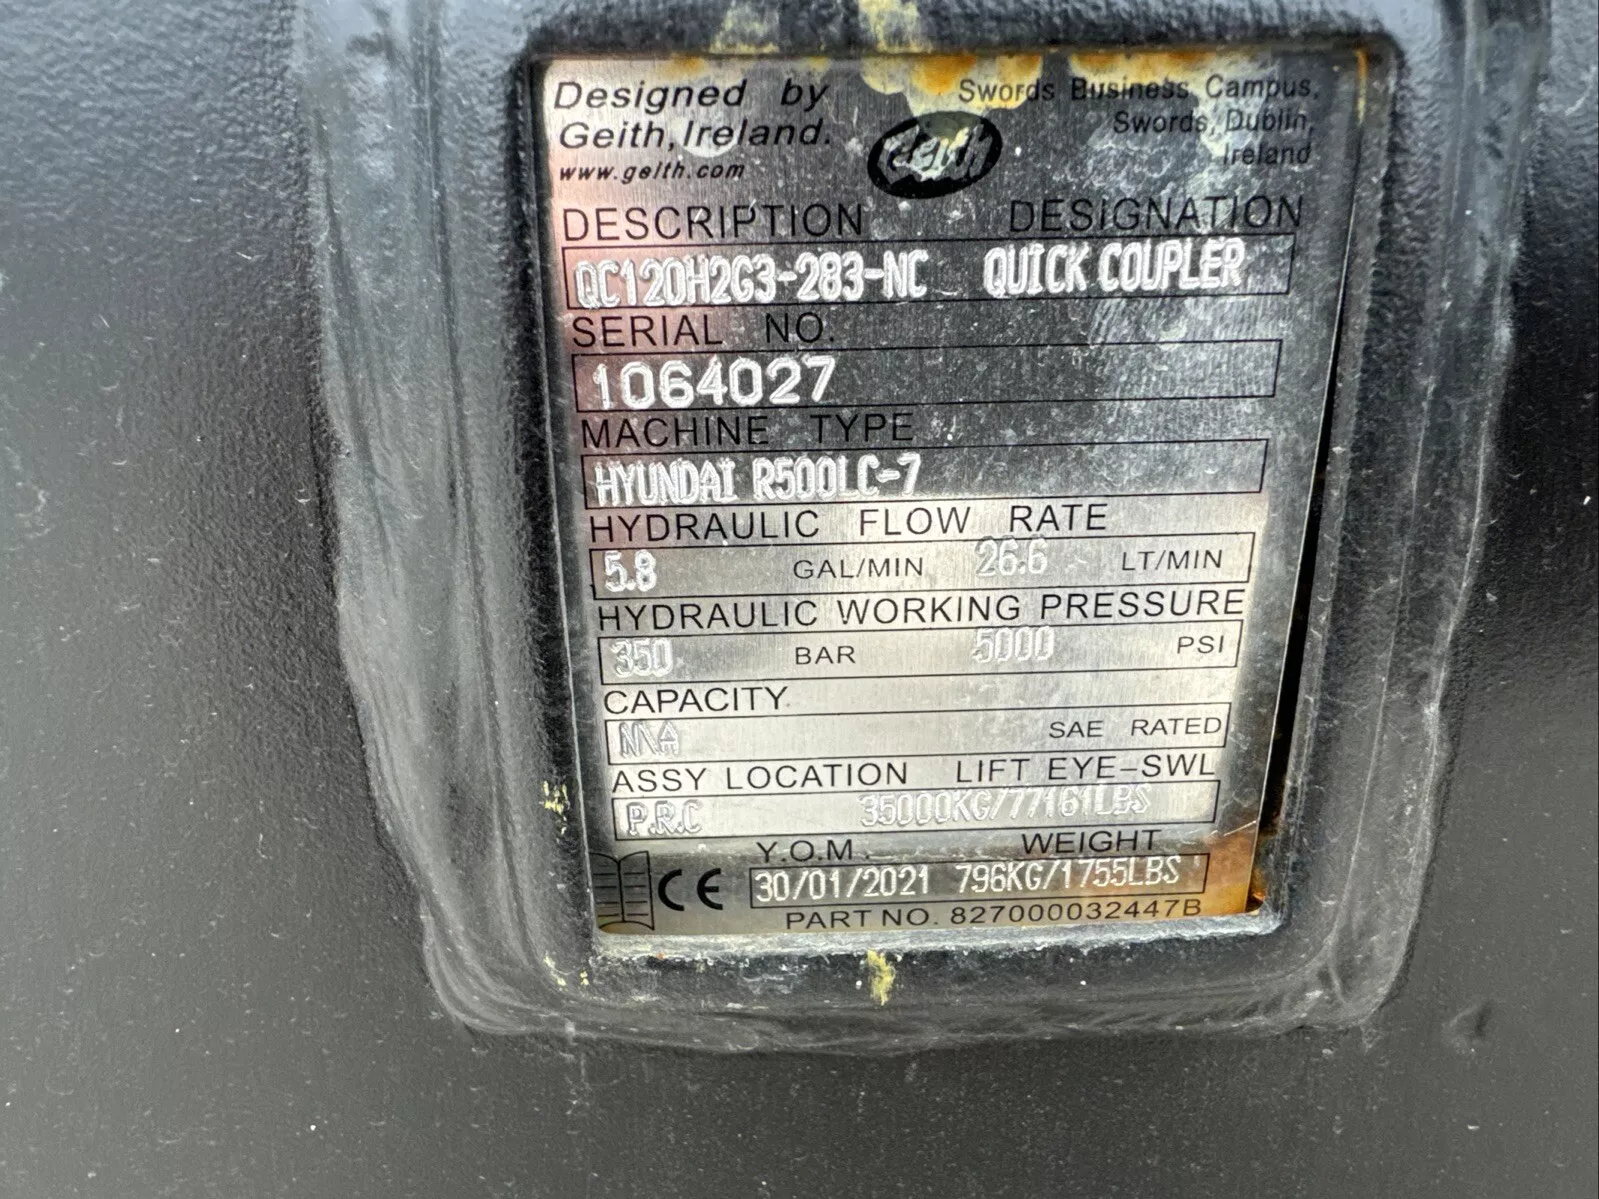 Designed by
Geith, Ireland.
www.geith.com
Geith
Swords Business Campus,
Swords, Dublin,
Ireland
DESCRIPTION DESIGNATION
QC120H2G3-283-NC QUICK COUPLER
SERIAL NO.
1064027
MACHINE TYPE
HYUNDAI R500LC-7
HYDRAULIC FLOW RATE
5.8 GAL/MIN 26.6 LT/MIN
HYDRAULIC WORKING PRESSURE
350 BAR 5000 PSI
CAPACITY
N\A SAE RATED
ASSY LOCATION LIFT EYE-SWL
P.R.C 35000KG/77161LBS
Y.O.M. WEIGHT
CE 30/01/2021 796KG/1755LBS
PART NO. 827000032447B